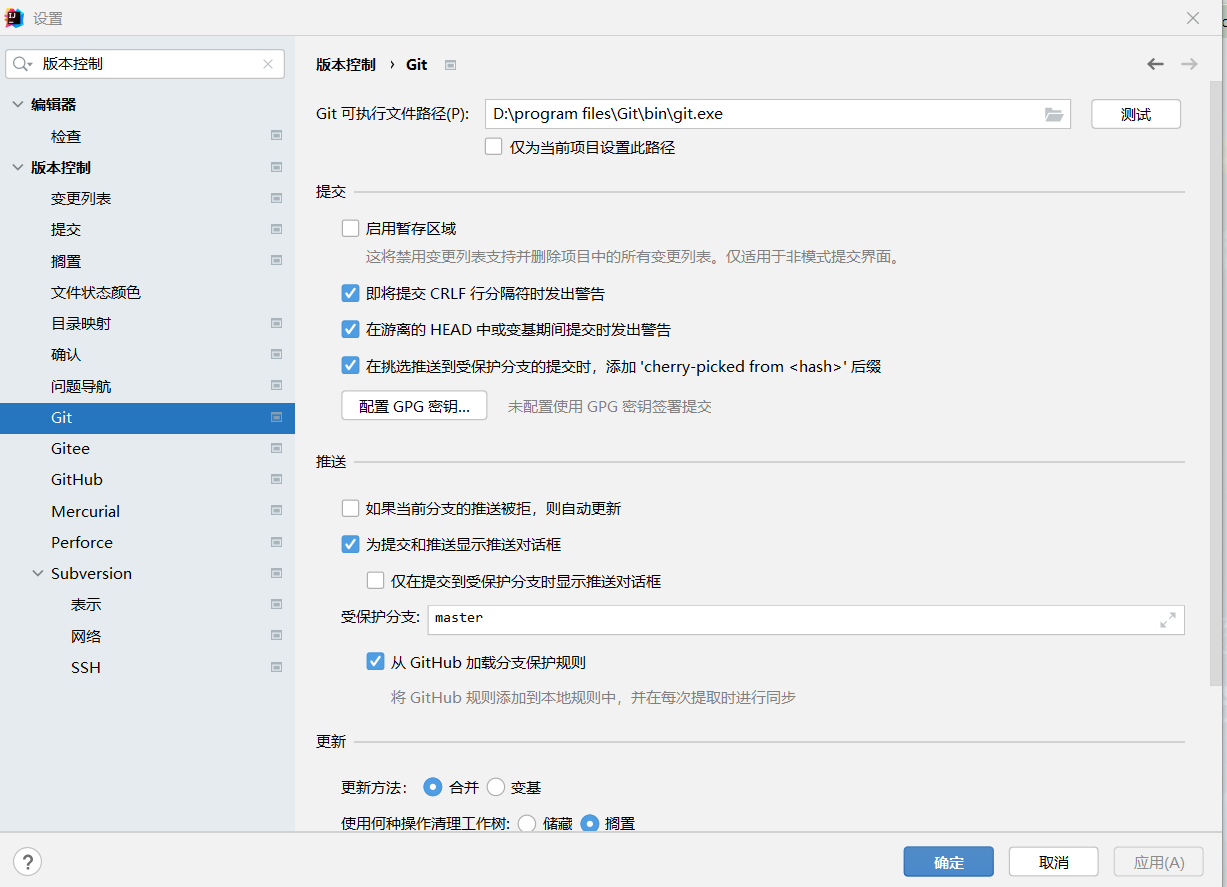 设置
版本控制
编辑器
检查
版本控制
变更列表
提交
搁置
文件状态颜色
目录映射
确认
问题导航
Git
Gitee
GitHub
Mercurial
Perforce
Subversion
表示
网络
SSH
版本控制 › Git
Git 可执行文件路径(P): D:\program files\Git\bin\git.exe 测试
仅为当前项目设置此路径
提交
启用暂存区域
这将禁用变更列表支持并删除项目中的所有变更列表。仅适用于非模式提交界面。
即将提交 CRLF 行分隔符时发出警告
在游离的 HEAD 中或变基期间提交时发出警告
在挑选推送到受保护分支的提交时，添加 'cherry-picked from <hash>' 后缀
配置 GPG 密钥... 未配置使用 GPG 密钥签署提交
推送
如果当前分支的推送被拒，则自动更新
为提交和推送显示推送对话框
仅在提交到受保护分支时显示推送对话框
受保护分支: master
从 GitHub 加载分支保护规则
将 GitHub 规则添加到本地规则中，并在每次提取时进行同步
更新
更新方法: 合并 变基
使用何种操作清理工作树: 储藏 搁置
? 确定 取消 应用(A)